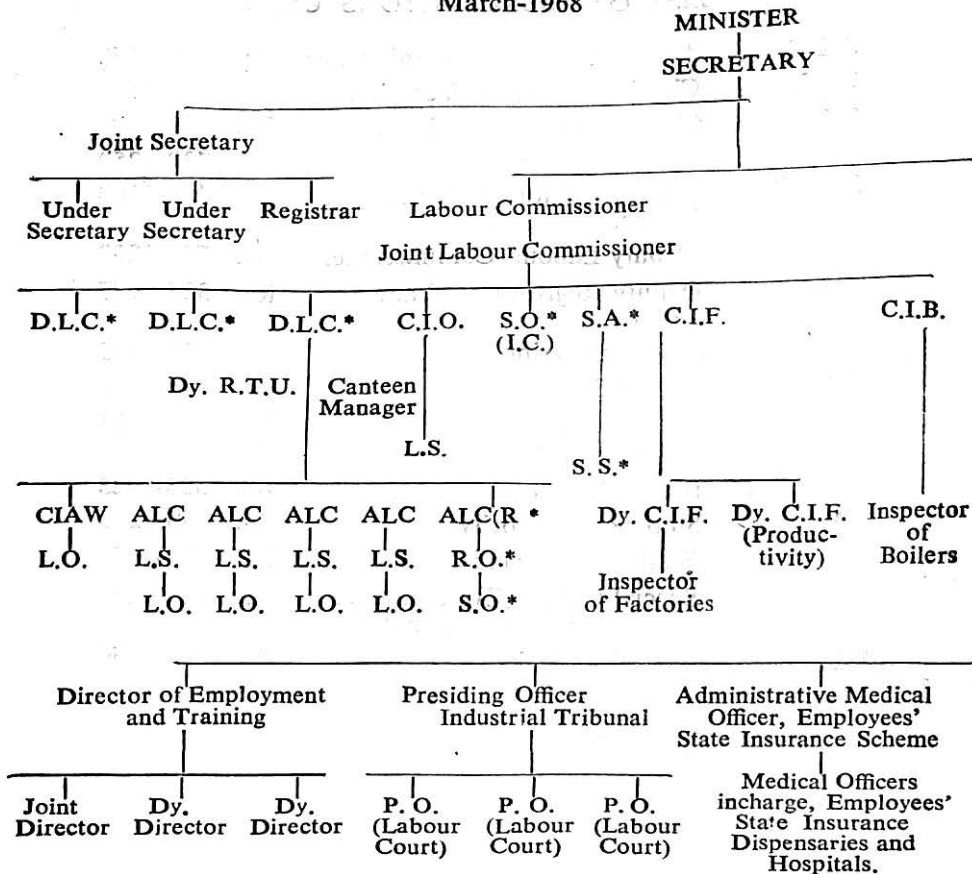 March-1968
MINISTER
SECRETARY
Joint Secretary
Under Secretary
Under Secretary
Registrar
Labour Commissioner
Joint Labour Commissioner
D.L.C.* D.L.C.* D.L.C.* C.I.O. S.O.* S.A.* C.I.F. C.I.B.
(I.C.)
Dy. R.T.U.
Canteen
Manager
L.S.
S.S.*
CIAW ALC ALC ALC ALC ALC(R *
L.O. L.S. L.S. L.S. L.S. R.O.*
L.O. L.O. L.O. L.O. S.O.*
Dy. C.I.F.
Inspector
of Factories
Dy. C.I.F.
(Produc-
tivity)
Inspector
of
Boilers
Director of Employment
and Training
Presiding Officer
Industrial Tribunal
Administrative Medical
Officer, Employees'
State Insurance Scheme
Joint
Director
Dy.
Director
Dy.
Director
P. O.
(Labour
Court)
P. O.
(Labour
Court)
P. O.
(Labour
Court)
Medical Officers
incharge, Employees'
State Insurance
Dispensaries and
Hospitals.